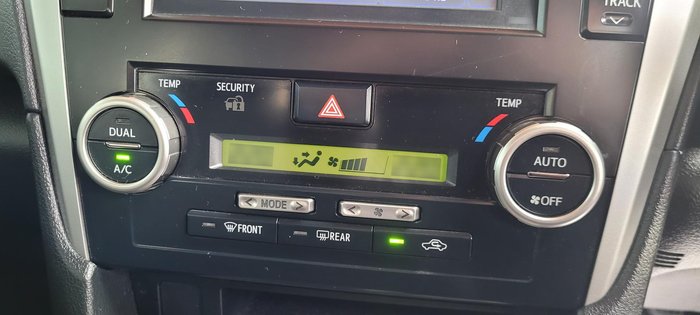 TRACK
TEMP
SECURITY
TEMP
DUAL
A/C
AUTO
OFF
MODE
FRONT
REAR